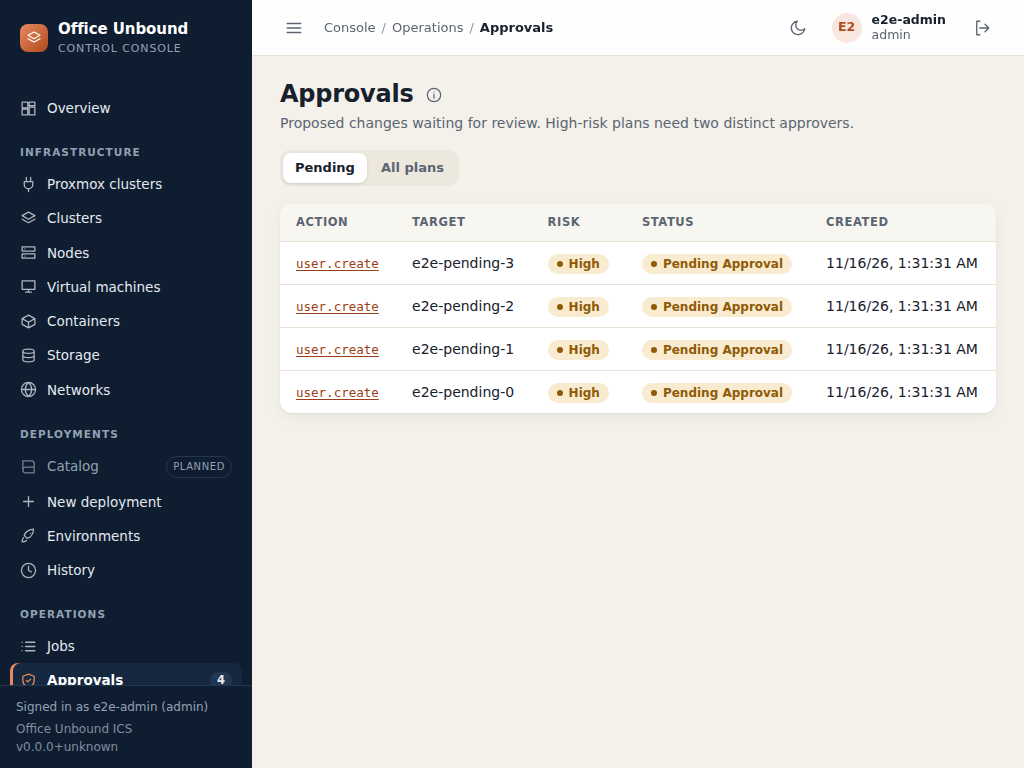 Office Unbound
CONTROL CONSOLE
Overview
INFRASTRUCTURE
Proxmox clusters
Clusters
Nodes
Virtual machines
Containers
Storage
Networks
DEPLOYMENTS
Catalog PLANNED
New deployment
Environments
History
OPERATIONS
Jobs
Approvals 4
Signed in as e2e-admin (admin)
Office Unbound ICS
v0.0.0+unknown
Console / Operations / Approvals
E2 e2e-admin
admin
Approvals
Proposed changes waiting for review. High-risk plans need two distinct approvers.
Pending All plans
ACTION TARGET RISK STATUS CREATED
user.create e2e-pending-3 High Pending Approval 11/16/26, 1:31:31 AM
user.create e2e-pending-2 High Pending Approval 11/16/26, 1:31:31 AM
user.create e2e-pending-1 High Pending Approval 11/16/26, 1:31:31 AM
user.create e2e-pending-0 High Pending Approval 11/16/26, 1:31:31 AM